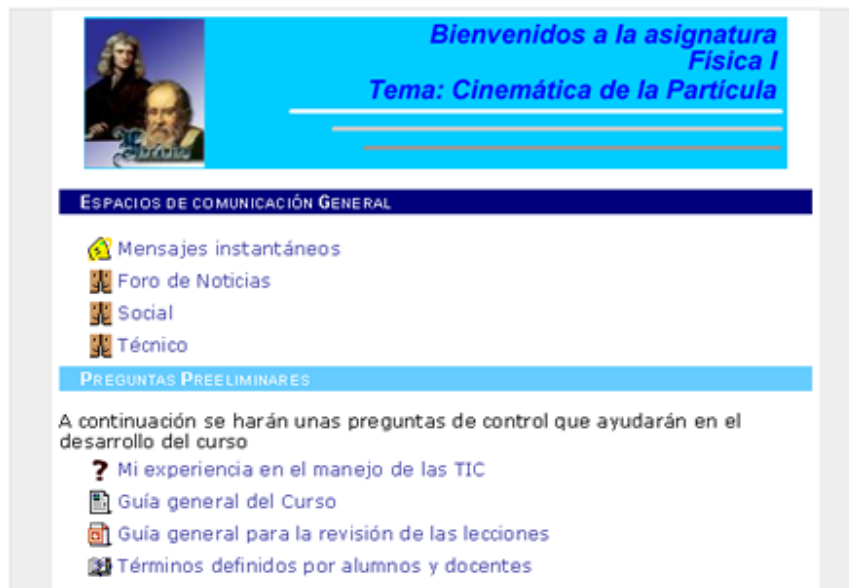 Bienvenidos a la asignatura
Física I
Tema: Cinemática de la Partícula
ESPACIOS DE COMUNICACIÓN GENERAL
Mensajes instantáneos
Foro de Noticias
Social
Técnico
PREGUNTAS PREELIMINARES
A continuación se harán unas preguntas de control que ayudarán en el
desarrollo del curso
Mi experiencia en el manejo de las TIC
Guía general del Curso
Guía general para la revisión de las lecciones
Términos definidos por alumnos y docentes